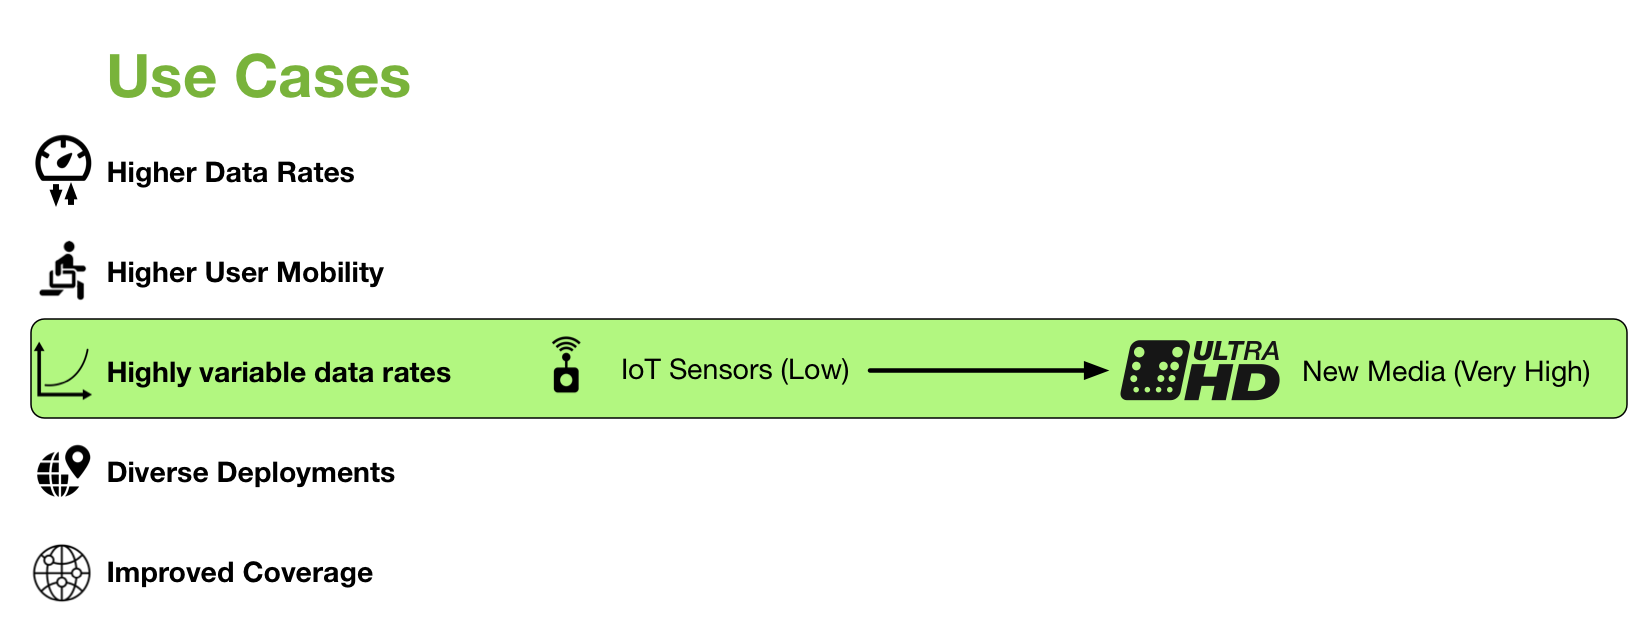 Use Cases
Higher Data Rates
Higher User Mobility
Highly variable data rates IoT Sensors (Low) ULTRA HD New Media (Very High)
Diverse Deployments
Improved Coverage